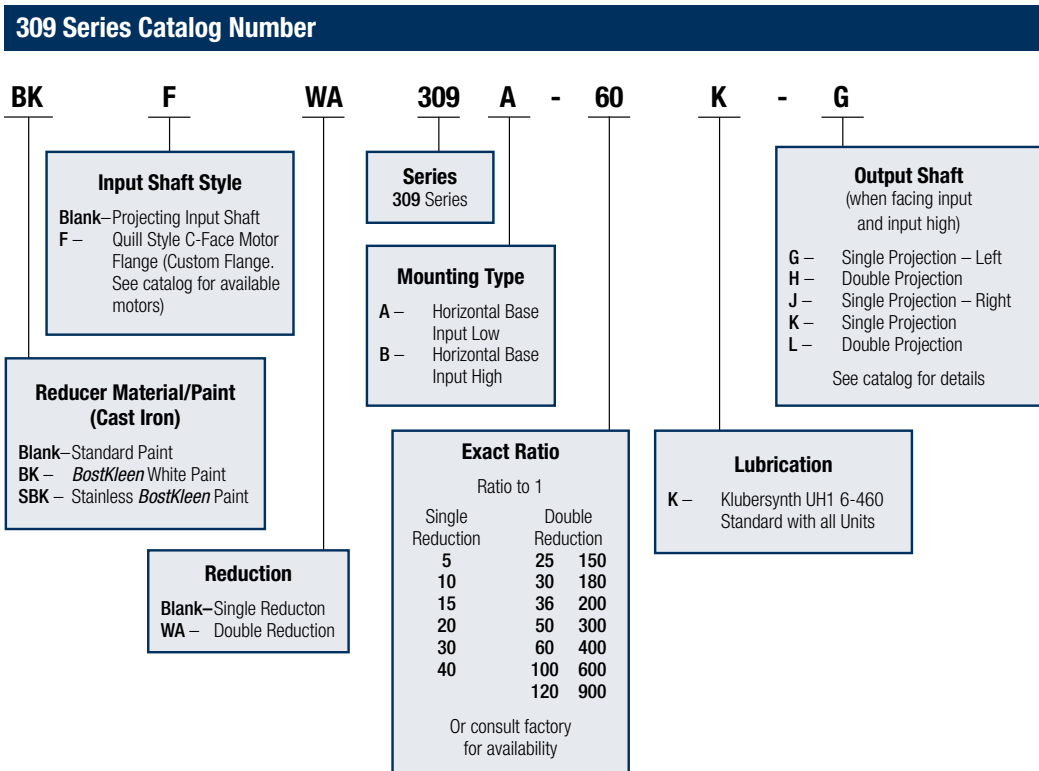 309 Series Catalog Number
BK F WA 309 A - 60 K - G
Input Shaft Style
Blank–Projecting Input Shaft
F – Quill Style C-Face Motor
Flange (Custom Flange.
See catalog for available
motors)
Series
309 Series
Output Shaft
(when facing input
and input high)
G – Single Projection – Left
H – Double Projection
J – Single Projection – Right
K – Single Projection
L – Double Projection
See catalog for details
Mounting Type
A – Horizontal Base
Input Low
B – Horizontal Base
Input High
Reducer Material/Paint
(Cast Iron)
Blank–Standard Paint
BK – BostKleen White Paint
SBK – Stainless BostKleen Paint
Exact Ratio
Ratio to 1
Single Double
Reduction Reduction
5 25 150
10 30 180
15 36 200
20 50 300
30 60 400
40 100 600
120 900
Or consult factory
for availability
Lubrication
K – Klubersynth UH1 6-460
Standard with all Units
Reduction
Blank–Single Reducton
WA – Double Reduction